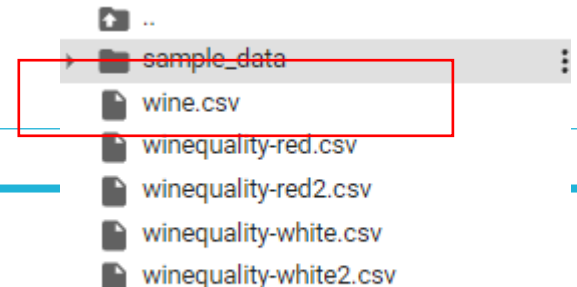 ..
sample_data
wine.csv
winequality-red.csv
winequality-red2.csv
winequality-white.csv
winequality-white2.csv